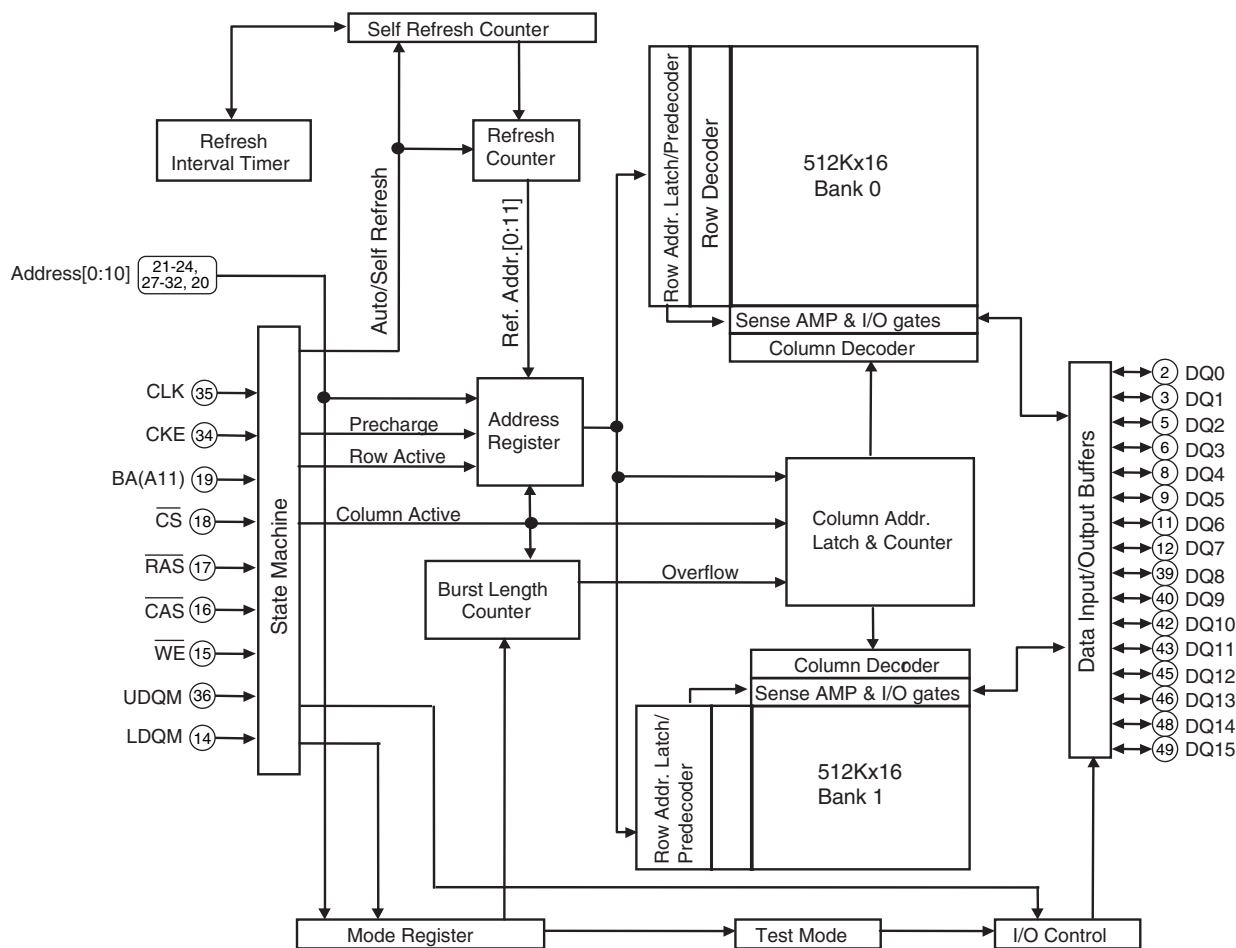 Self Refresh Counter
Refresh
Interval Timer
Refresh
Counter
Auto/Self Refresh
Ref. Addr.[0:11]
Row Addr. Latch/Predecoder
Row Decoder
512Kx16
Bank 0
Sense AMP & I/O gates
Column Decoder
Address[0:10]
21-24,
27-32, 20
CLK 35
CKE 34
BA(A11) 19
CS 18
RAS 17
CAS 16
WE 15
UDQM 36
LDQM 14
State Machine
Precharge
Row Active
Column Active
Address
Register
Burst Length
Counter
Overflow
Column Addr.
Latch & Counter
Column Decoder
Sense AMP & I/O gates
Row Addr. Latch/
Predecoder
512Kx16
Bank 1
Data Input/Output Buffers
2 DQ0
3 DQ1
5 DQ2
6 DQ3
8 DQ4
9 DQ5
11 DQ6
12 DQ7
39 DQ8
40 DQ9
42 DQ10
43 DQ11
45 DQ12
46 DQ13
48 DQ14
49 DQ15
Mode Register
Test Mode
I/O Control